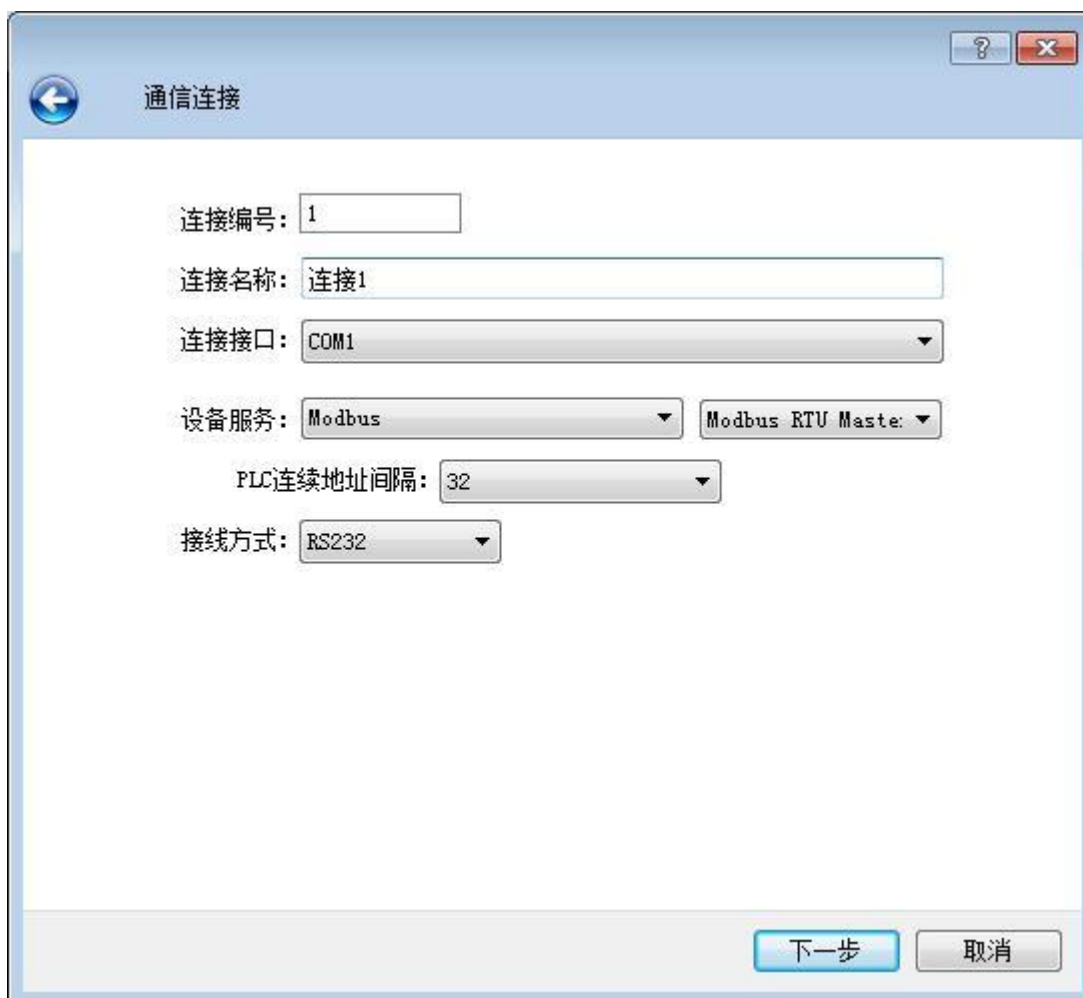 通信连接
连接编号: 1
连接名称: 连接1
连接接口: COM1
设备服务: Modbus Modbus RTU Maste:
PLC连续地址间隔: 32
接线方式: RS232
下一步 取消